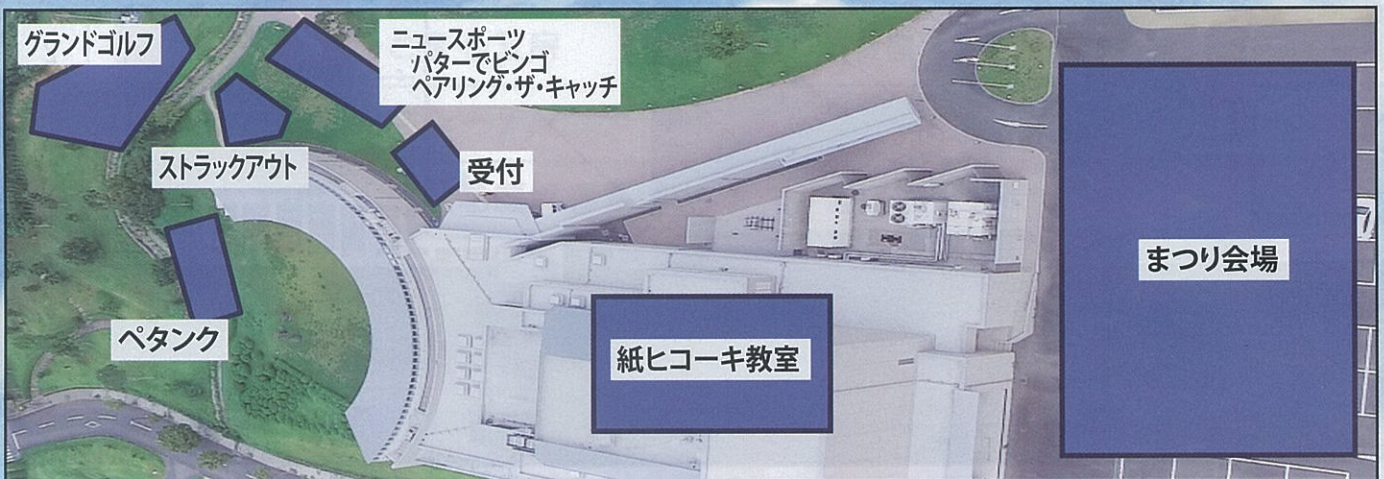 グランドゴルフ
ニュースポーツ
パターでビンゴ
ペアリング・ザ・キャッチ
ストラックアウト
受付
ペタンク
紙ヒコーキ教室
まつり会場